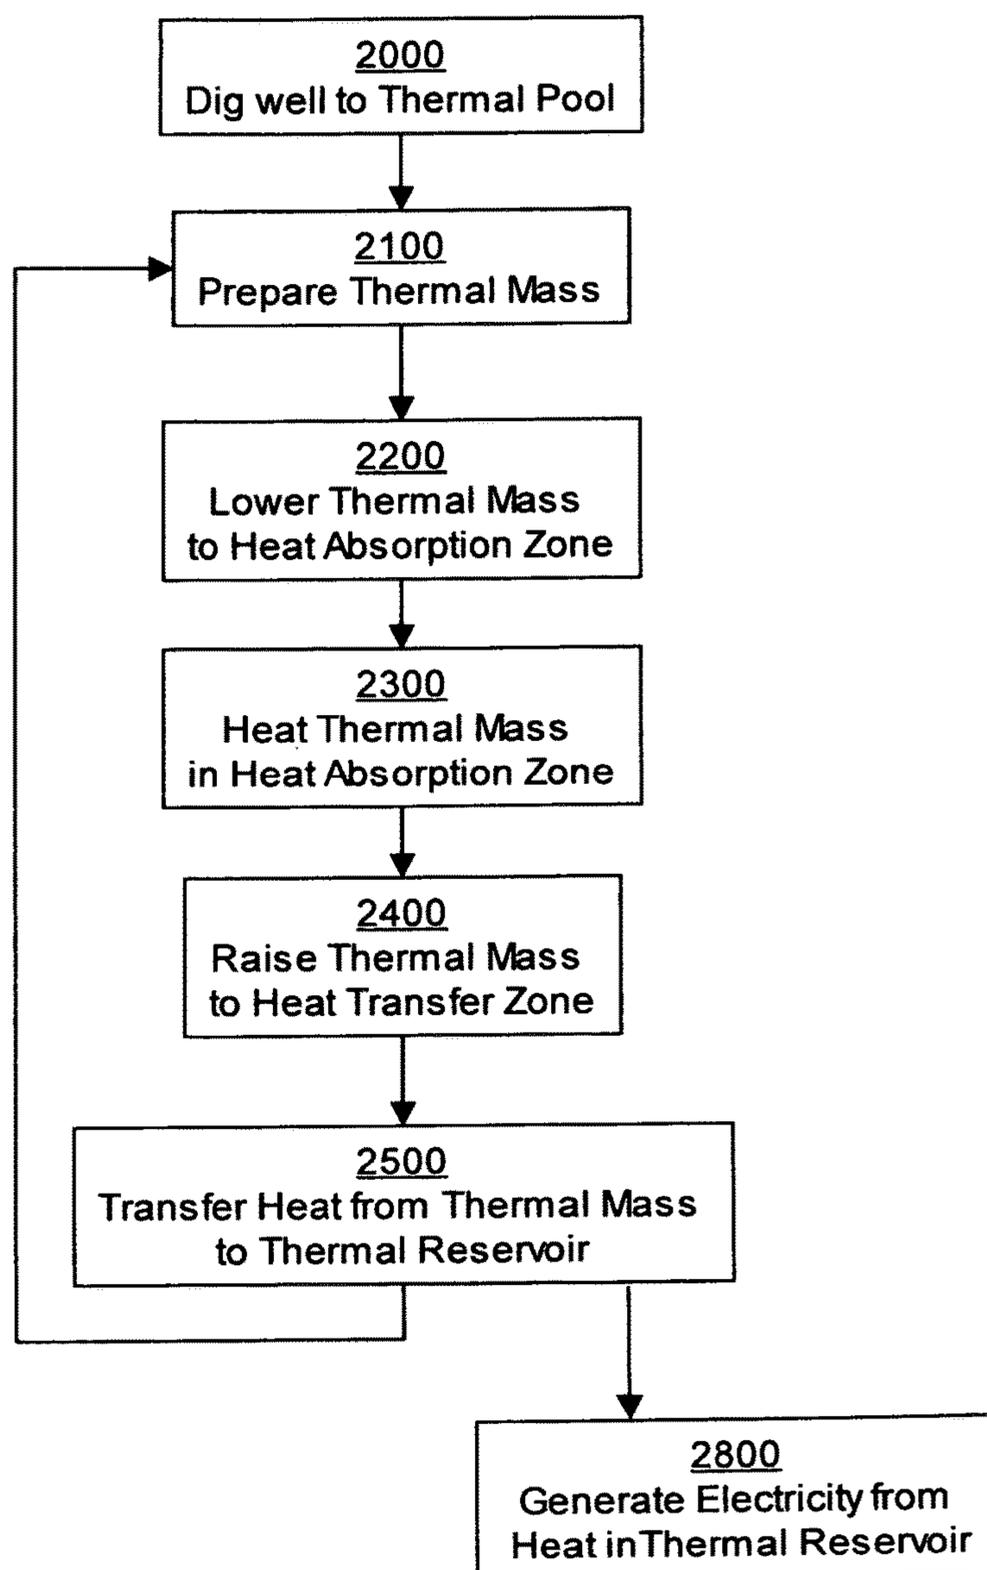 2000
Dig well to Thermal Pool
2100
Prepare Thermal Mass
2200
Lower Thermal Mass
to Heat Absorption Zone
2300
Heat Thermal Mass
in Heat Absorption Zone
2400
Raise Thermal Mass
to Heat Transfer Zone
2500
Transfer Heat from Thermal Mass
to Thermal Reservoir
2800
Generate Electricity from
Heat in Thermal Reservoir